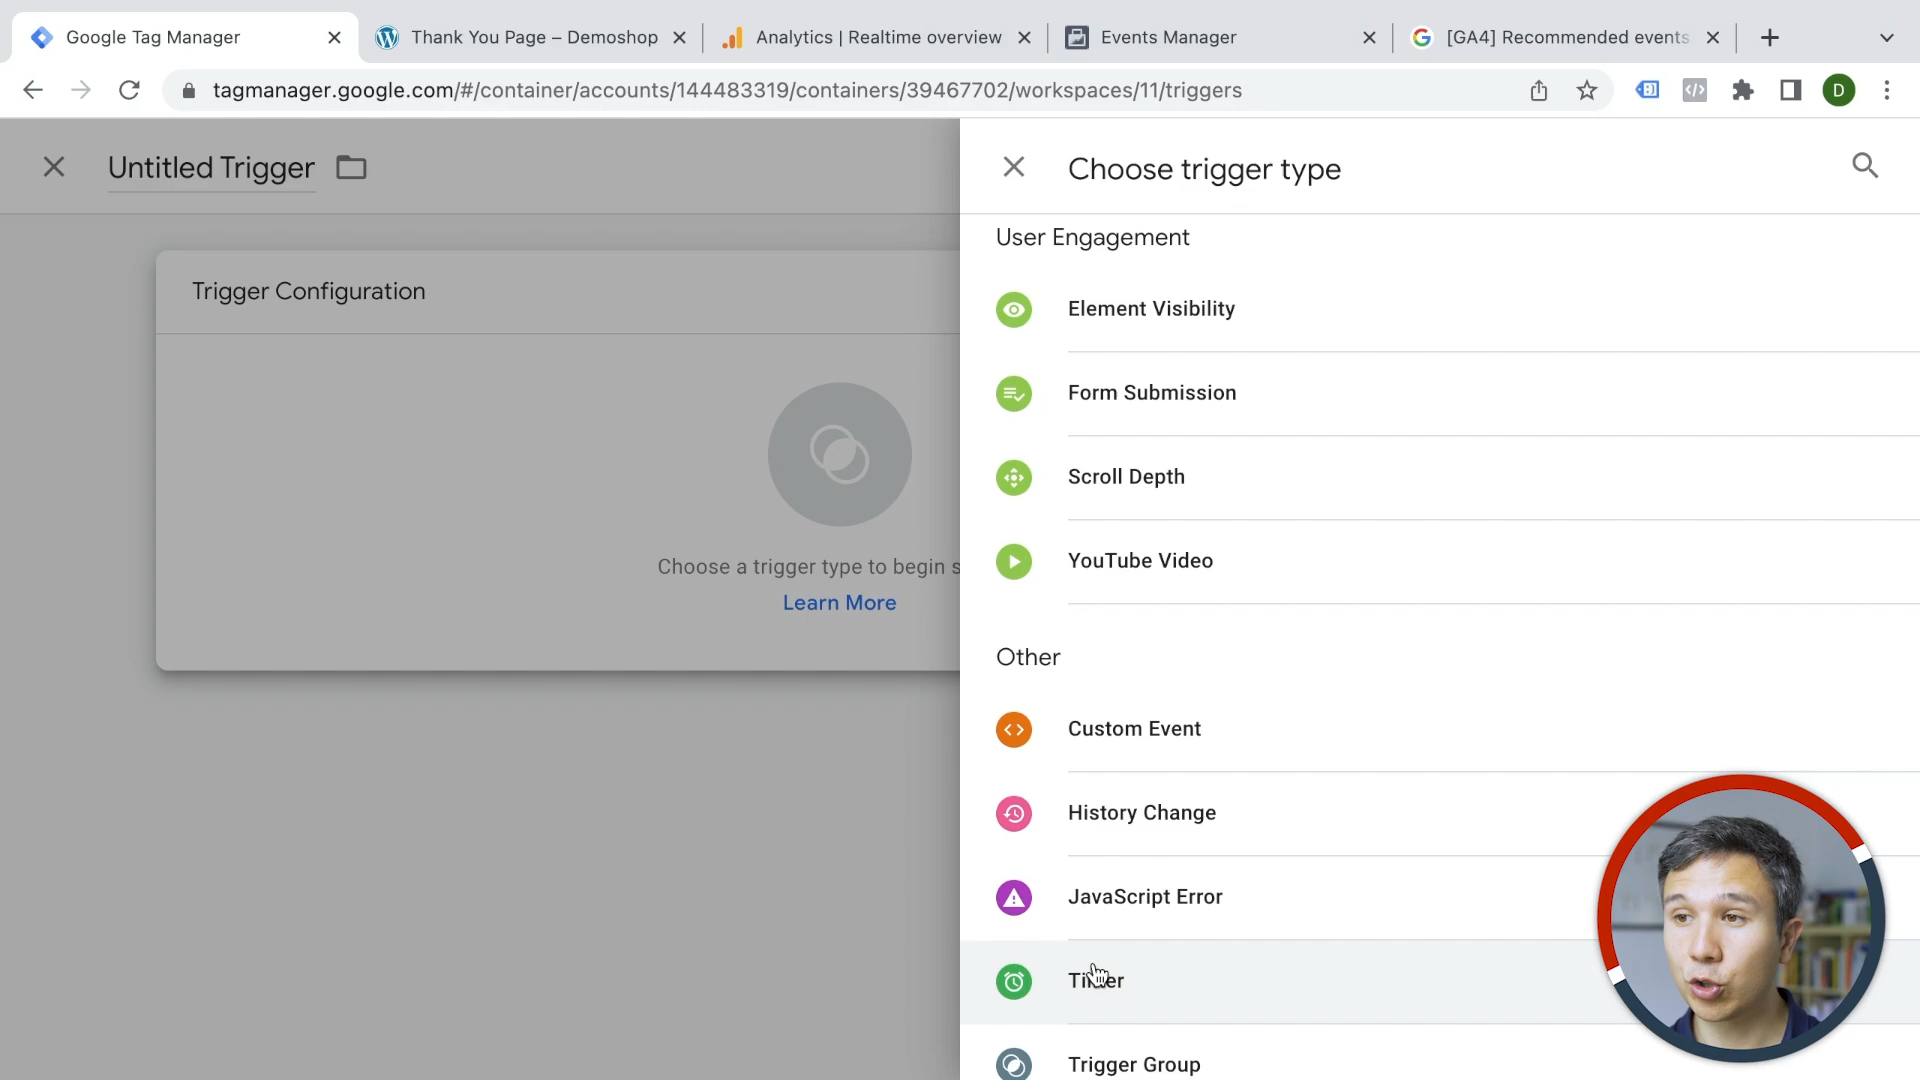 Google Tag Manager
Thank You Page – Demoshop
Analytics | Realtime overview
Events Manager
[GA4] Recommended events
tagmanager.google.com/#/container/accounts/144483319/containers/39467702/workspaces/11/triggers
D
Untitled Trigger
Choose trigger type
User Engagement
Trigger Configuration
Element Visibility
Form Submission
Scroll Depth
Choose a trigger type to begin s
YouTube Video
Learn More
Other
Custom Event
History Change
JavaScript Error
Timer
Trigger Group